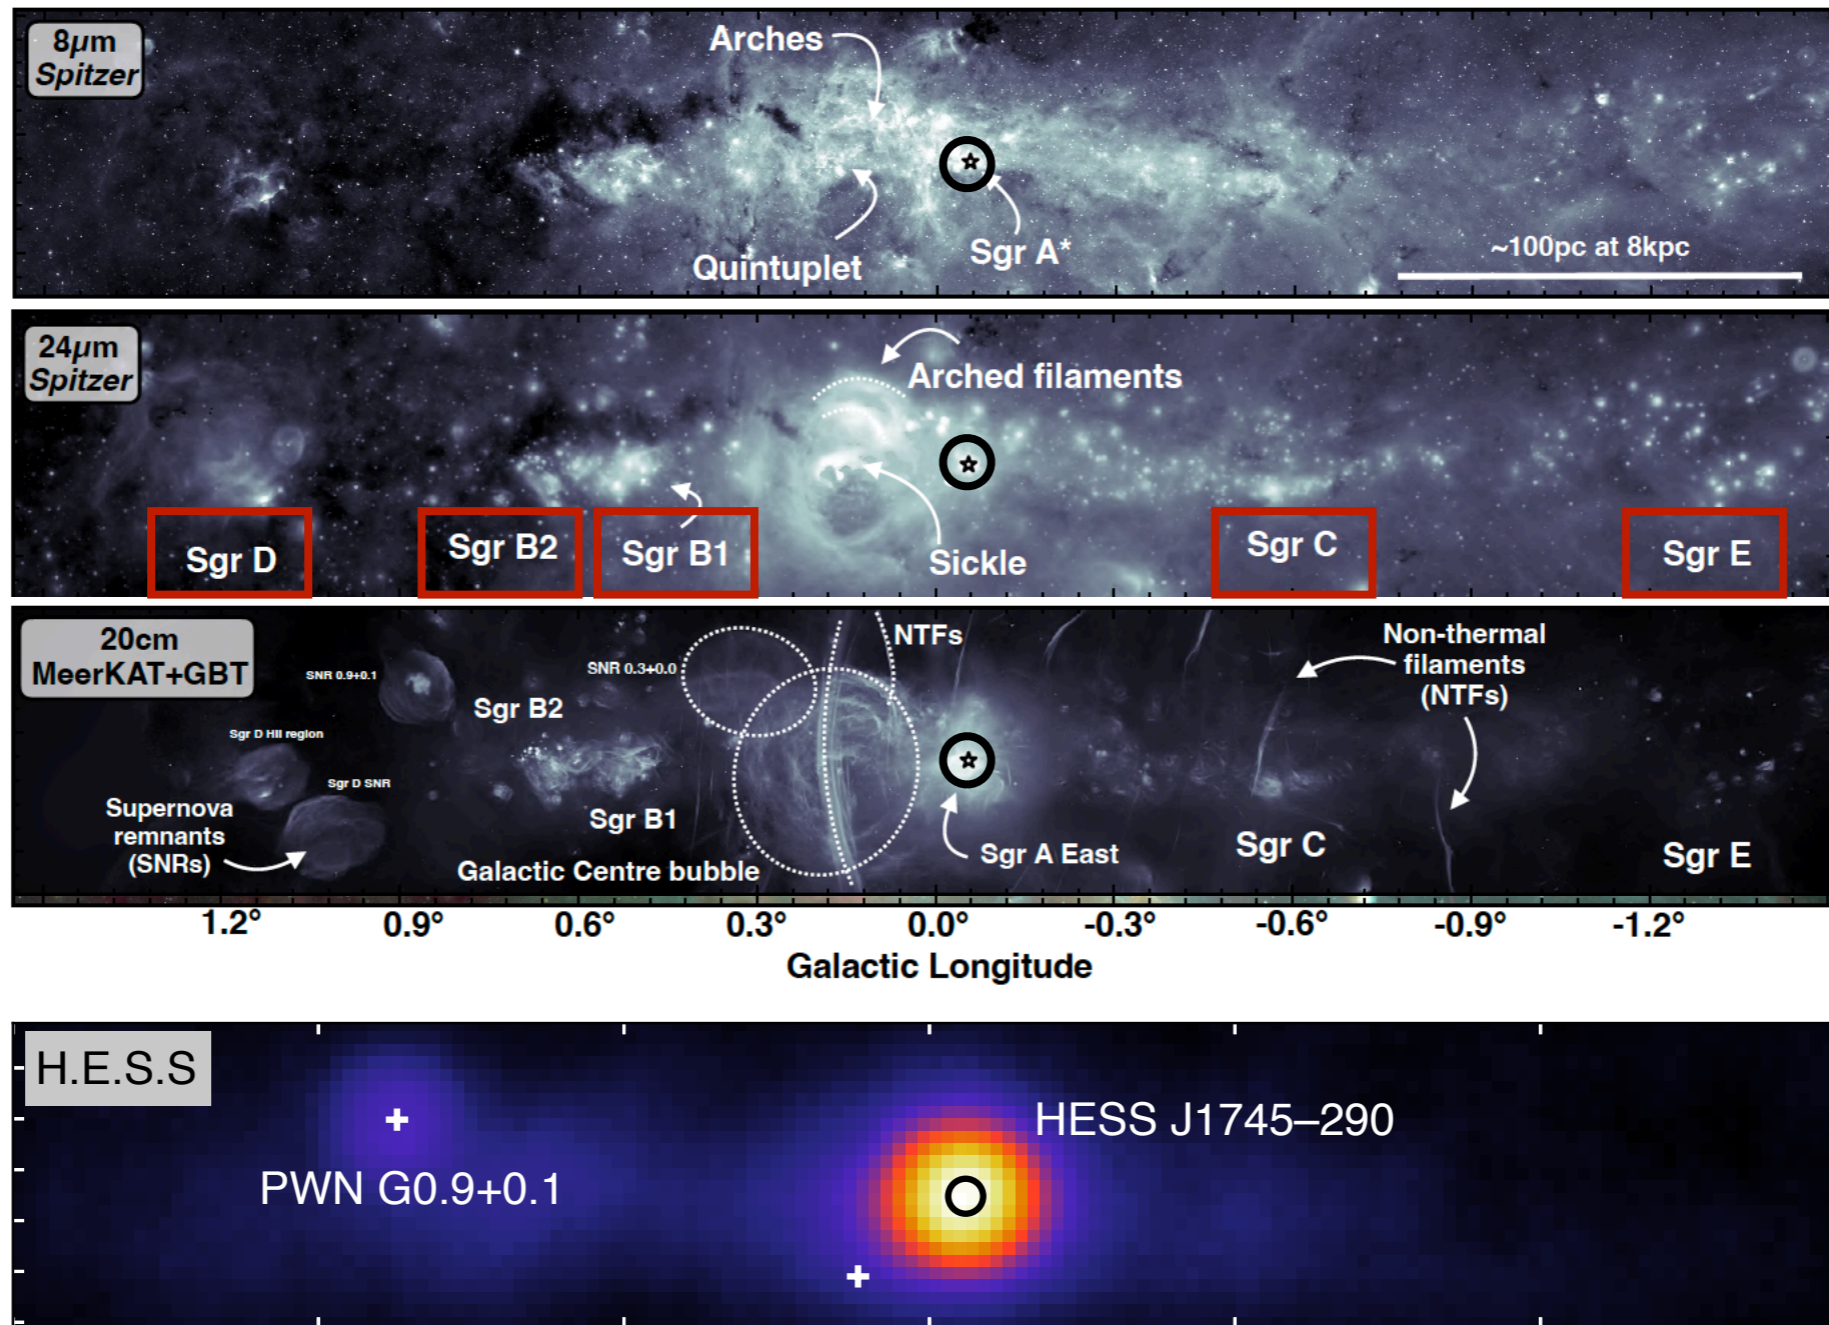 8µm
Spitzer
Arches
Quintuplet
Sgr A*
~100pc at 8kpc
24µm
Spitzer
Arched filaments
Sgr D
Sgr B2
Sgr B1
Sickle
Sgr C
Sgr E
20cm
MeerKAT+GBT
SNR 0.9+0.1
SNR 0.3+0.0
NTFs
Non-thermal
filaments
(NTFs)
Sgr B2
Sgr D HII region
Sgr D SNR
Supernova
remnants
(SNRs)
Sgr B1
Galactic Centre bubble
Sgr A East
Sgr C
Sgr E
1.2° 0.9° 0.6° 0.3° 0.0° -0.3° -0.6° -0.9° -1.2°
Galactic Longitude
H.E.S.S
HESS J1745–290
PWN G0.9+0.1